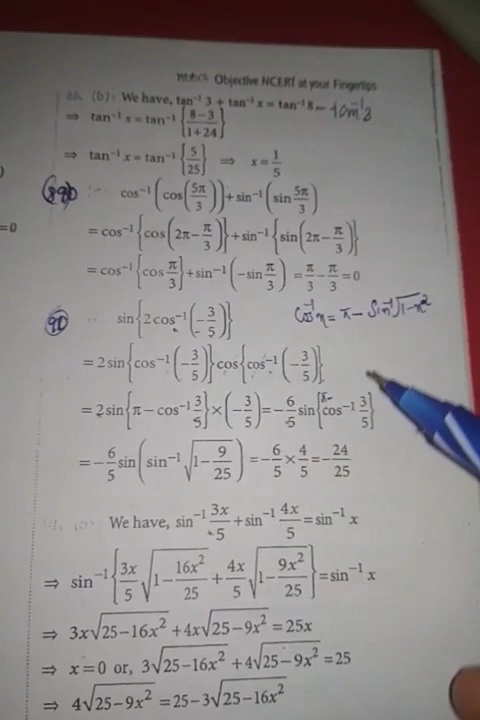 Objective NCERT at your Fingertips
(b) : We have, tan⁻¹ 3 + tan⁻¹ x = tan⁻¹ 8 – tan⁻¹ 3
⇒ tan⁻¹ x = tan⁻¹ {(8−3)/(1+24)}
⇒ tan⁻¹ x = tan⁻¹ {5/25} ⇒ x = 1/5
89) cos⁻¹(cos(5π/3)) + sin⁻¹(sin 5π/3)
=0
= cos⁻¹{cos(2π − π/3)} + sin⁻¹{sin(2π − π/3)}
= cos⁻¹{cos π/3} + sin⁻¹(−sin π/3) = π/3 − π/3 = 0
90 sin{2cos⁻¹(−3/5)} cos⁻¹x = π − sin⁻¹√(1−x²)
= 2 sin{cos⁻¹(−3/5)} cos{cos⁻¹(−3/5)}
= 2sin{π − cos⁻¹ 3/5} × (−3/5) = −6/5 sin{cos⁻¹ 3/5}
= −6/5 sin(sin⁻¹ √(1 − 9/25)) = −6/5 × 4/5 = −24/25
We have, sin⁻¹ 3x/5 + sin⁻¹ 4x/5 = sin⁻¹ x
⇒ sin⁻¹{3x/5 √(1 − 16x²/25) + 4x/5 √(1 − 9x²/25)} = sin⁻¹ x
⇒ 3x√(25−16x²) + 4x√(25−9x²) = 25x
⇒ x = 0 or, 3√(25−16x²) + 4√(25−9x²) = 25
⇒ 4√(25−9x²) = 25 − 3√(25−16x²)